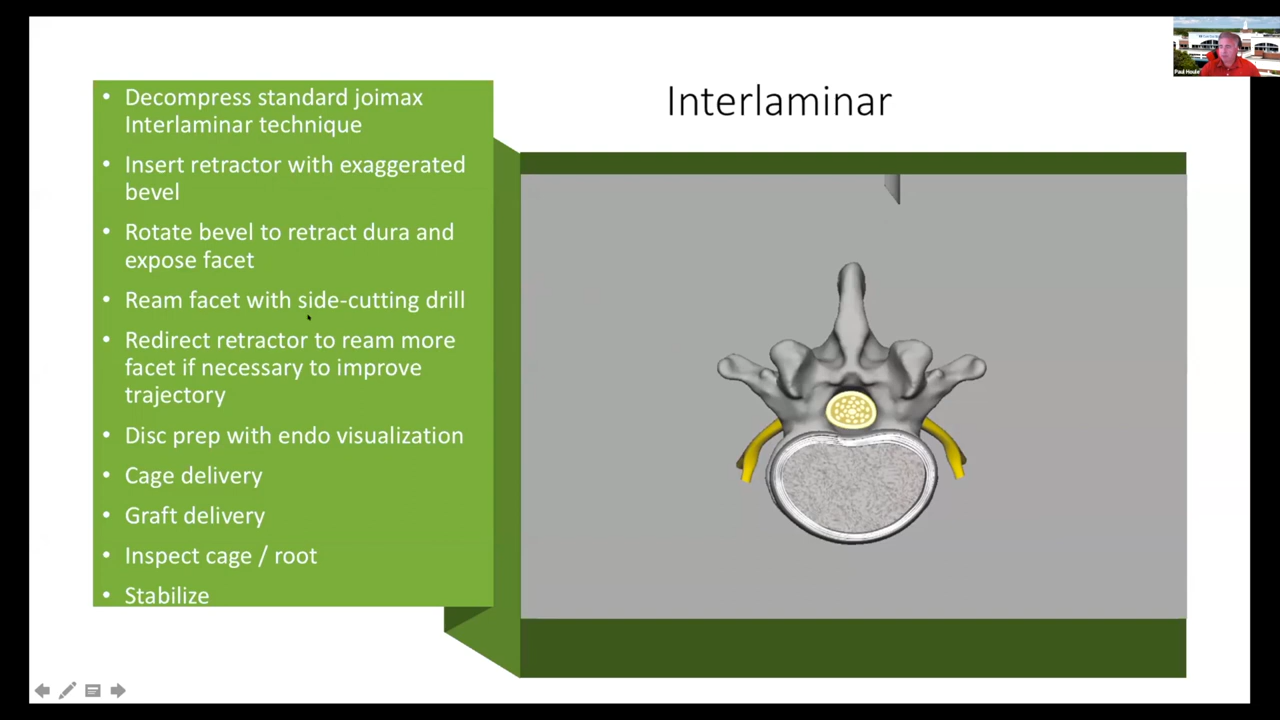 Interlaminar
• Decompress standard joimax
Interlaminar technique
• Insert retractor with exaggerated
bevel
• Rotate bevel to retract dura and
expose facet
• Ream facet with side-cutting drill
• Redirect retractor to ream more
facet if necessary to improve
trajectory
• Disc prep with endo visualization
• Cage delivery
• Graft delivery
• Inspect cage / root
• Stabilize
Paul Houle